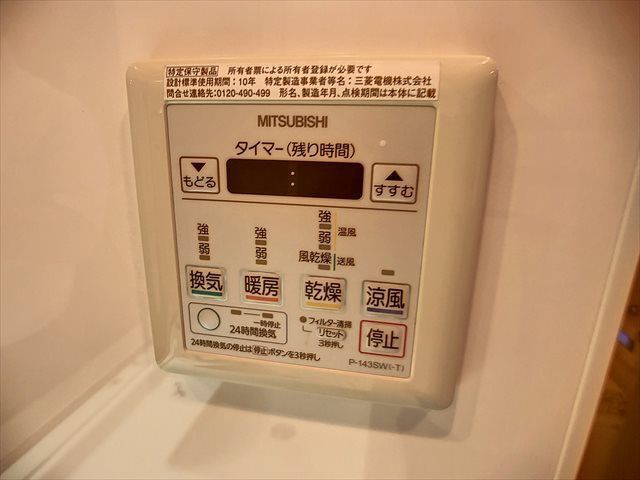 特定保守製品 所有者票による所有者登録が必要です
設計標準使用期間：10年 特定製造事業者等名：三菱電機株式会社
問合せ連絡先:0120-490-499 形名、製造年月、点検期間は本体に記載
MITSUBISHI
タイマー(残り時間)
▼ もどる
:
▲ すすむ
強
弱
強
弱
強
弱
温風
風乾燥
送風
換気
暖房
乾燥
涼風
一時停止
24時間換気
フィルター清掃
リセット
3秒押し
停止
24時間換気の停止は停止ボタンを3秒押し
P-143SW(-T)